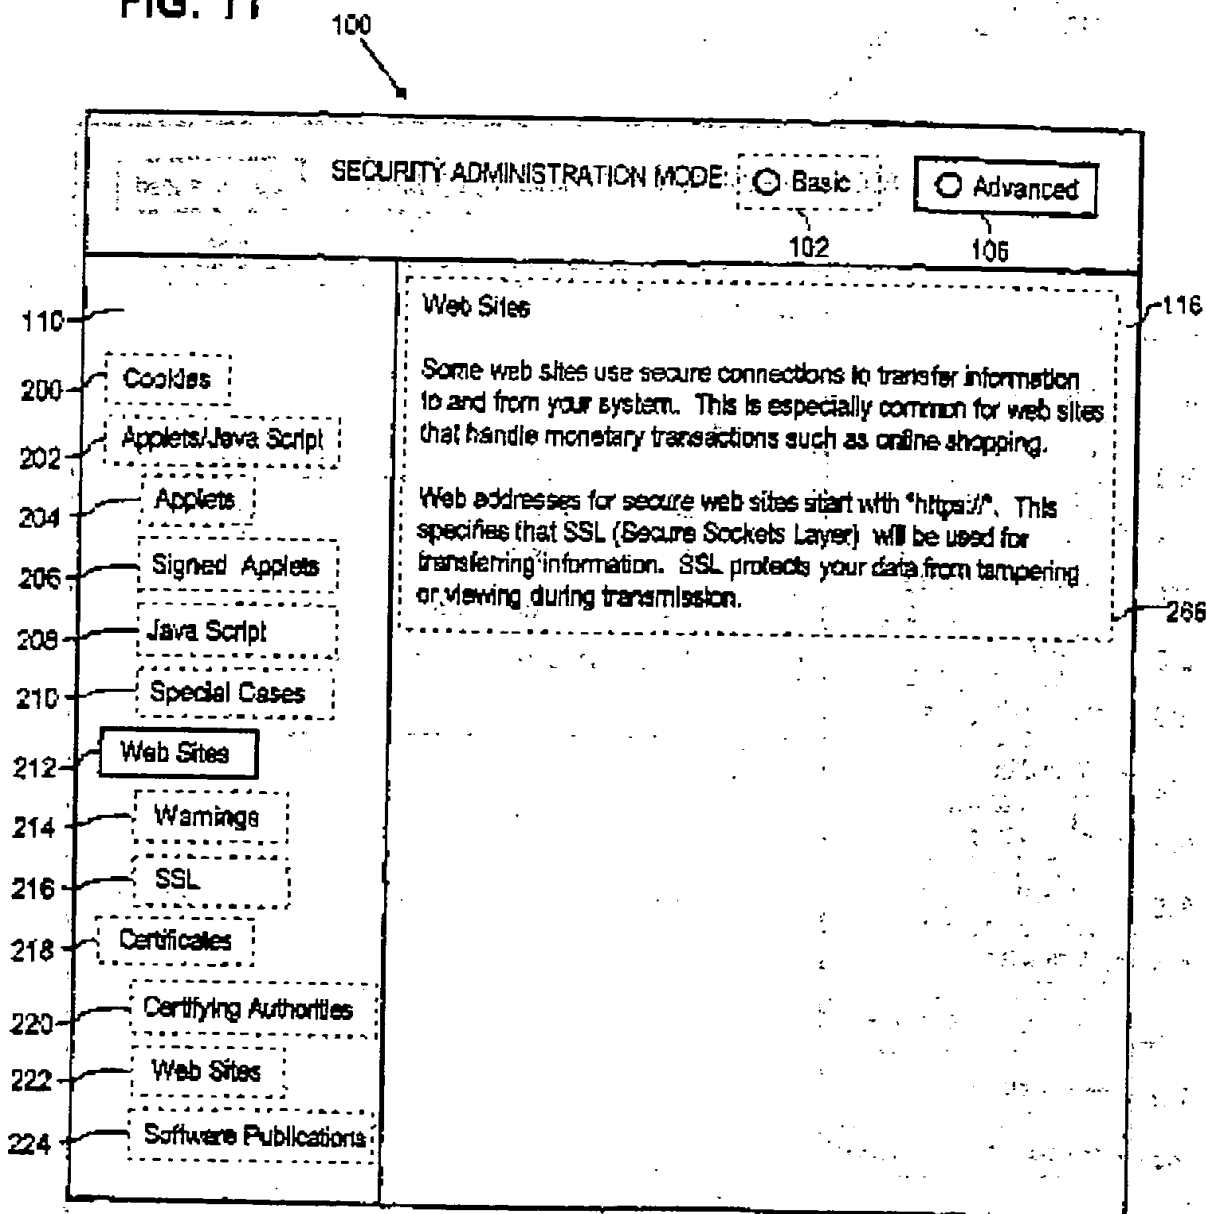 FIG. 11
100
SECURITY ADMINISTRATION MODE: Basic Advanced
102 106
110
Web Sites
116
Some web sites use secure connections to transfer information
to and from your system. This is especially common for web sites
that handle monetary transactions such as online shopping.
Web addresses for secure web sites start with "https://". This
specifies that SSL (Secure Sockets Layer) will be used for
transferring information. SSL protects your data from tampering
or viewing during transmission.
266
200 Cookies
202 Applets/Java Script
204 Applets
206 Signed Applets
208 Java Script
210 Special Cases
212 Web Sites
214 Warnings
216 SSL
218 Certificates
220 Certifying Authorities
222 Web Sites
224 Software Publications